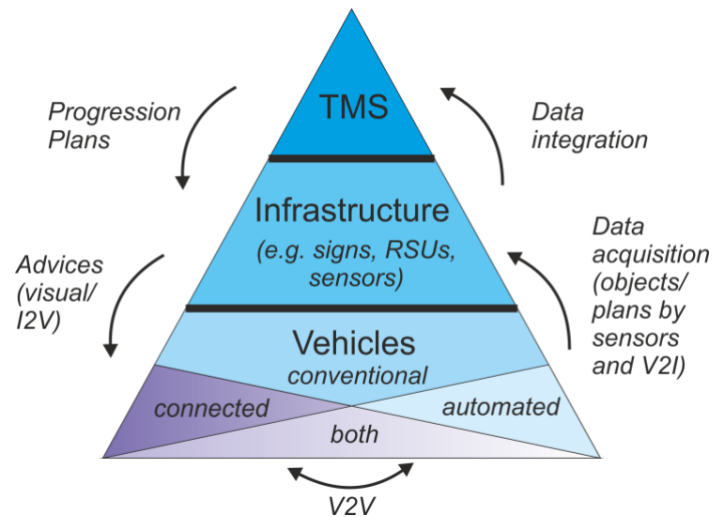 TMS
Progression
Plans
Data
integration
Infrastructure
(e.g. signs, RSUs,
sensors)
Advices
(visual/
I2V)
Data
acquisition
(objects/
plans by
sensors
and V2I)
Vehicles
conventional
connected
automated
both
V2V